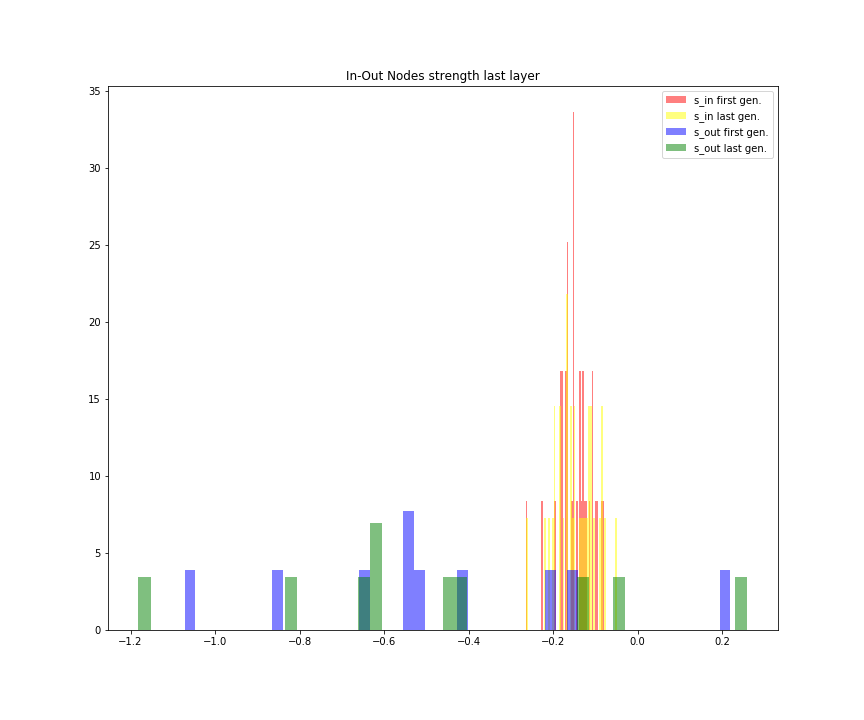 In-Out Nodes strength last layer
35
30
25
20
15
10
5
0
s_in first gen.
s_in last gen.
s_out first gen.
s_out last gen.
−1.2 −1.0 −0.8 −0.6 −0.4 −0.2 0.0 0.2